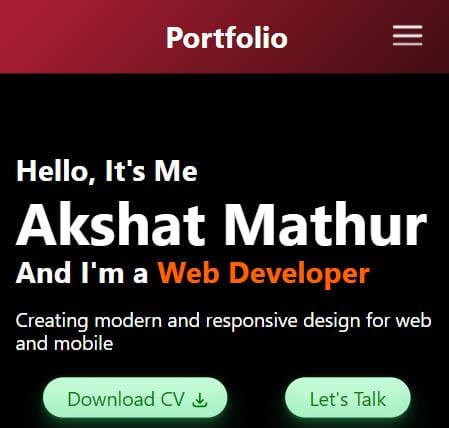 Portfolio
Hello, It's Me
Akshat Mathur
And I'm a Web Developer
Creating modern and responsive design for web
and mobile
Download CV
Let's Talk